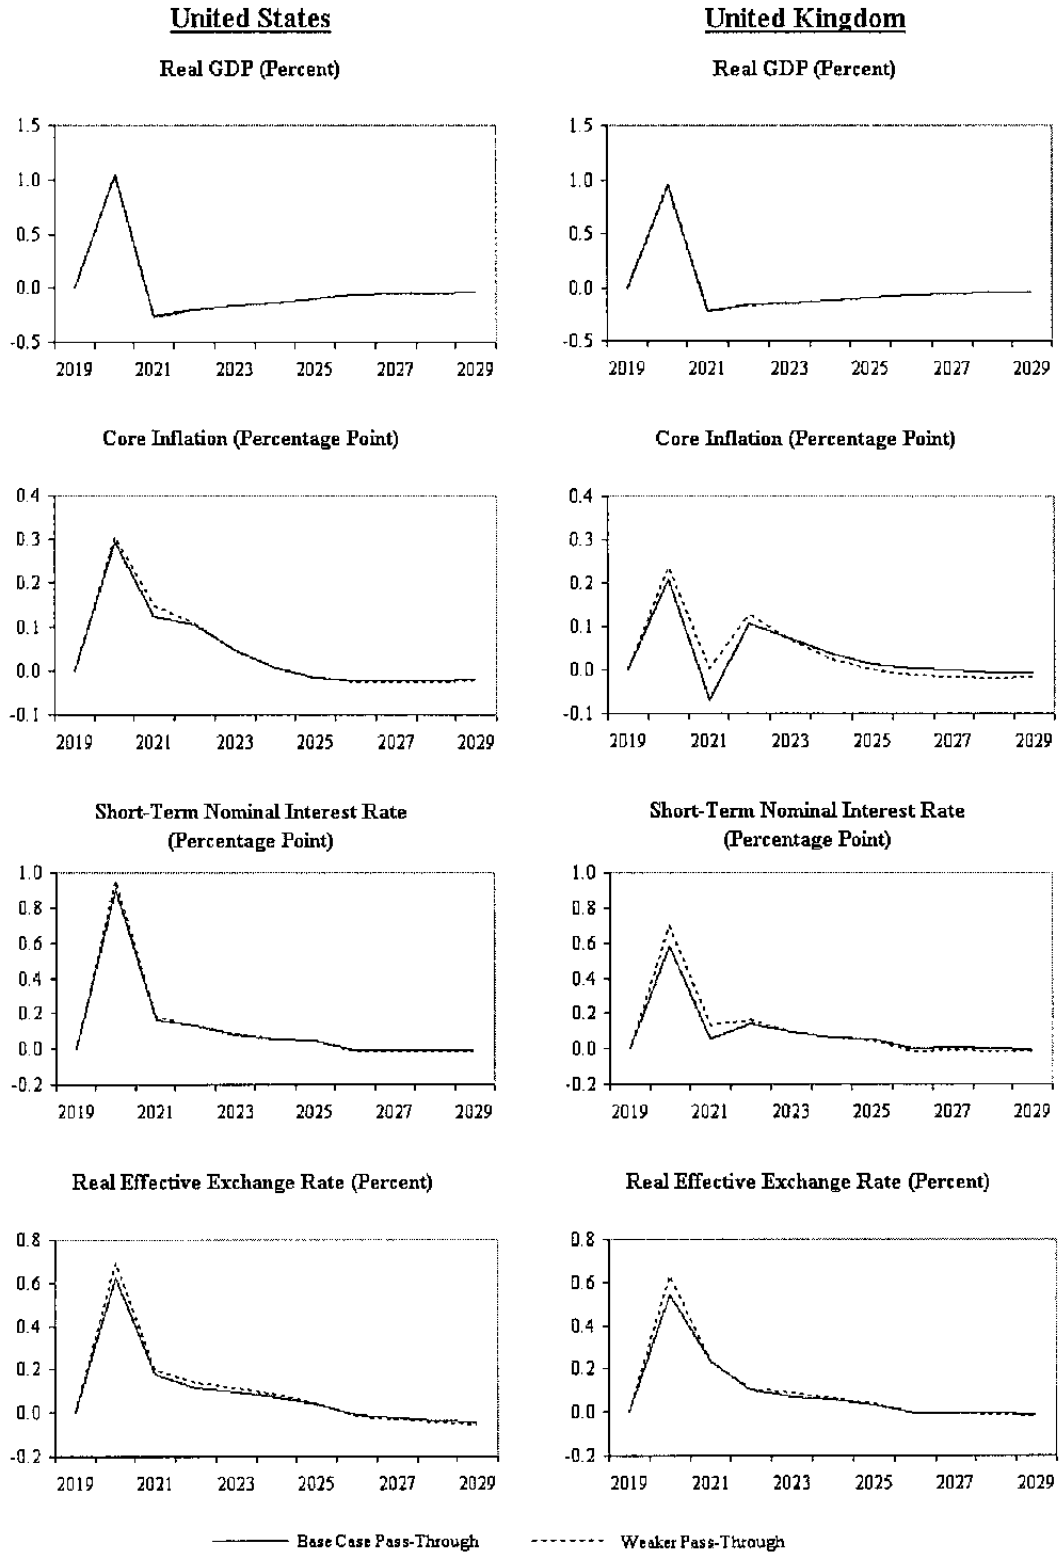 United States
United Kingdom
Real GDP (Percent)
Real GDP (Percent)
1.5
1.0
0.5
0.0
-0.5
2019 2021 2023 2025 2027 2029
1.5
1.0
0.5
0.0
-0.5
2019 2021 2023 2025 2027 2029
Core Inflation (Percentage Point)
Core Inflation (Percentage Point)
0.4
0.3
0.2
0.1
0.0
-0.1
2019 2021 2023 2025 2027 2029
0.4
0.3
0.2
0.1
0.0
-0.1
2019 2021 2023 2025 2027 2029
Short-Term Nominal Interest Rate
(Percentage Point)
Short-Term Nominal Interest Rate
(Percentage Point)
1.0
0.8
0.6
0.4
0.2
0.0
-0.2
2019 2021 2023 2025 2027 2029
1.0
0.8
0.6
0.4
0.2
0.0
-0.2
2019 2021 2023 2025 2027 2029
Real Effective Exchange Rate (Percent)
Real Effective Exchange Rate (Percent)
0.8
0.6
0.4
0.2
0.0
-0.2
2019 2021 2023 2025 2027 2029
0.8
0.6
0.4
0.2
0.0
-0.2
2019 2021 2023 2025 2027 2029
Base Case Pass-Through
Weaker Pass-Through